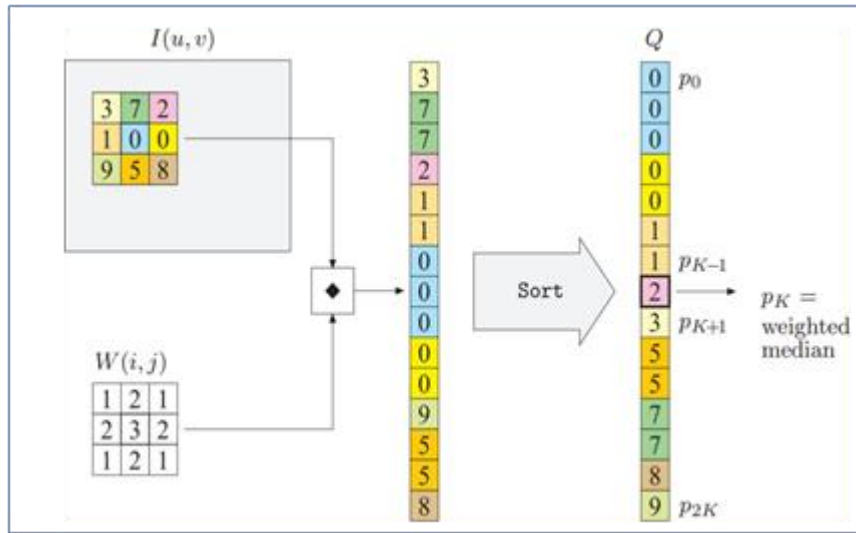 I(u, v)
3 7 2
1 0 0
9 5 8
W(i, j)
1 2 1
2 3 2
1 2 1
◆
3
7
7
2
1
1
0
0
0
0
0
9
5
5
8
Sort
Q
0 p0
0
0
0
0
1
1 pK−1
2 pK =
3 pK+1 weighted
5 median
5
7
7
8
9 p2K